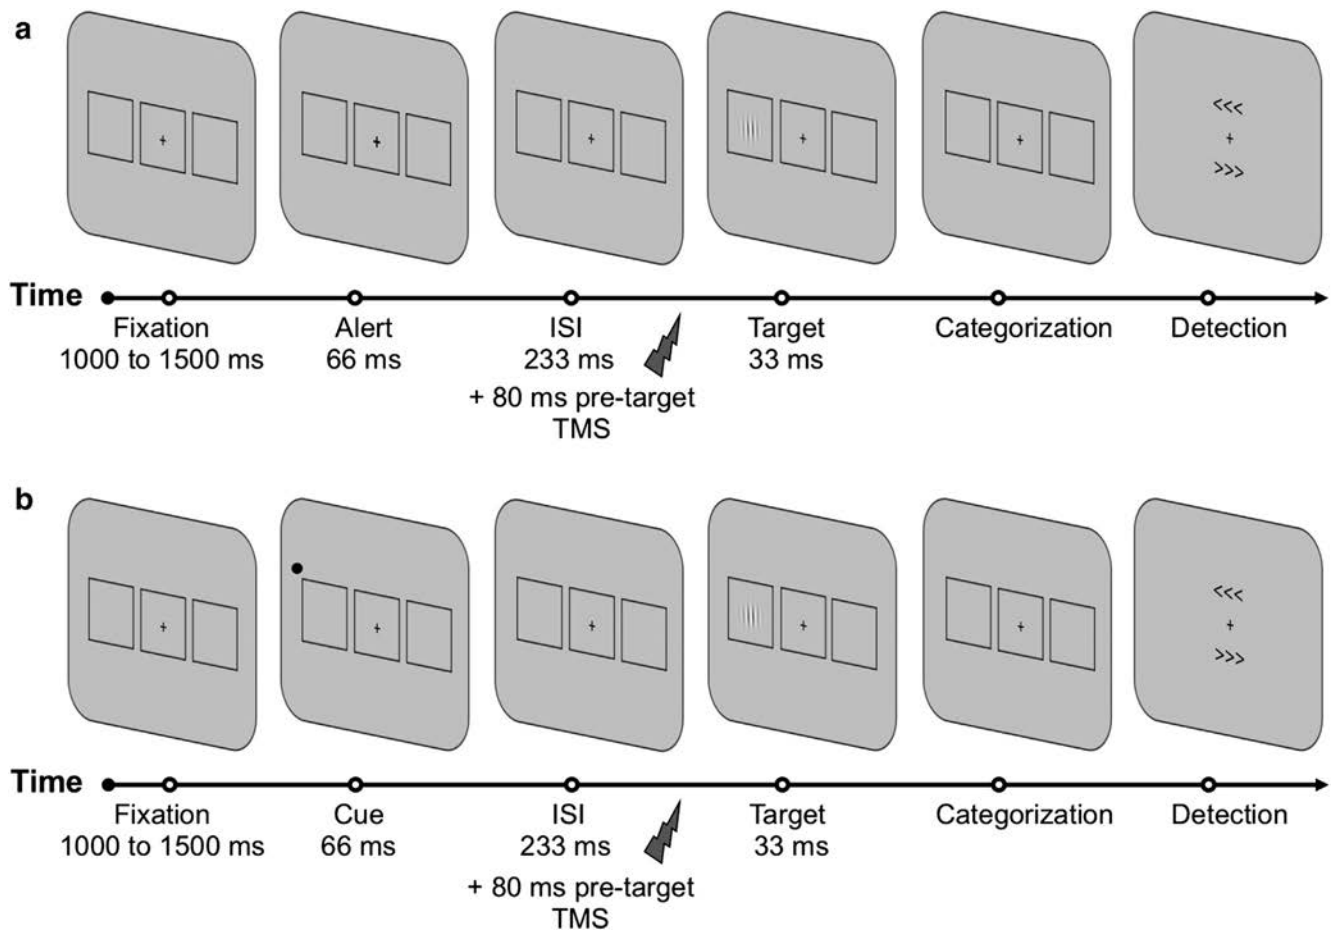 a
<<<
+
>>>
Time
Fixation Alert ISI Target Categorization Detection
1000 to 1500 ms 66 ms 233 ms 33 ms
+ 80 ms pre-target
TMS
b
<<<
+
>>>
Time
Fixation Cue ISI Target Categorization Detection
1000 to 1500 ms 66 ms 233 ms 33 ms
+ 80 ms pre-target
TMS